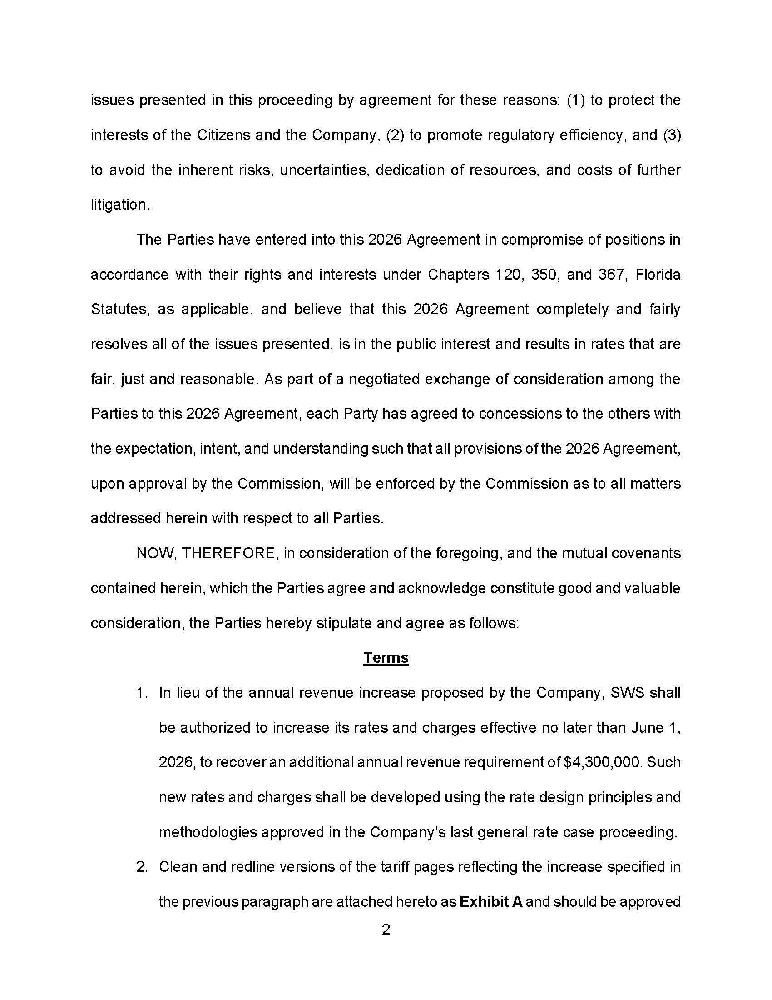 issues presented in this proceeding by agreement for these reasons: (1) to protect the
interests of the Citizens and the Company, (2) to promote regulatory efficiency, and (3)
to avoid the inherent risks, uncertainties, dedication of resources, and costs of further
litigation.
The Parties have entered into this 2026 Agreement in compromise of positions in
accordance with their rights and interests under Chapters 120, 350, and 367, Florida
Statutes, as applicable, and believe that this 2026 Agreement completely and fairly
resolves all of the issues presented, is in the public interest and results in rates that are
fair, just and reasonable. As part of a negotiated exchange of consideration among the
Parties to this 2026 Agreement, each Party has agreed to concessions to the others with
the expectation, intent, and understanding such that all provisions of the 2026 Agreement,
upon approval by the Commission, will be enforced by the Commission as to all matters
addressed herein with respect to all Parties.
NOW, THEREFORE, in consideration of the foregoing, and the mutual covenants
contained herein, which the Parties agree and acknowledge constitute good and valuable
consideration, the Parties hereby stipulate and agree as follows:
Terms
1. In lieu of the annual revenue increase proposed by the Company, SWS shall
be authorized to increase its rates and charges effective no later than June 1,
2026, to recover an additional annual revenue requirement of $4,300,000. Such
new rates and charges shall be developed using the rate design principles and
methodologies approved in the Company’s last general rate case proceeding.
2. Clean and redline versions of the tariff pages reflecting the increase specified in
the previous paragraph are attached hereto as Exhibit A and should be approved
2